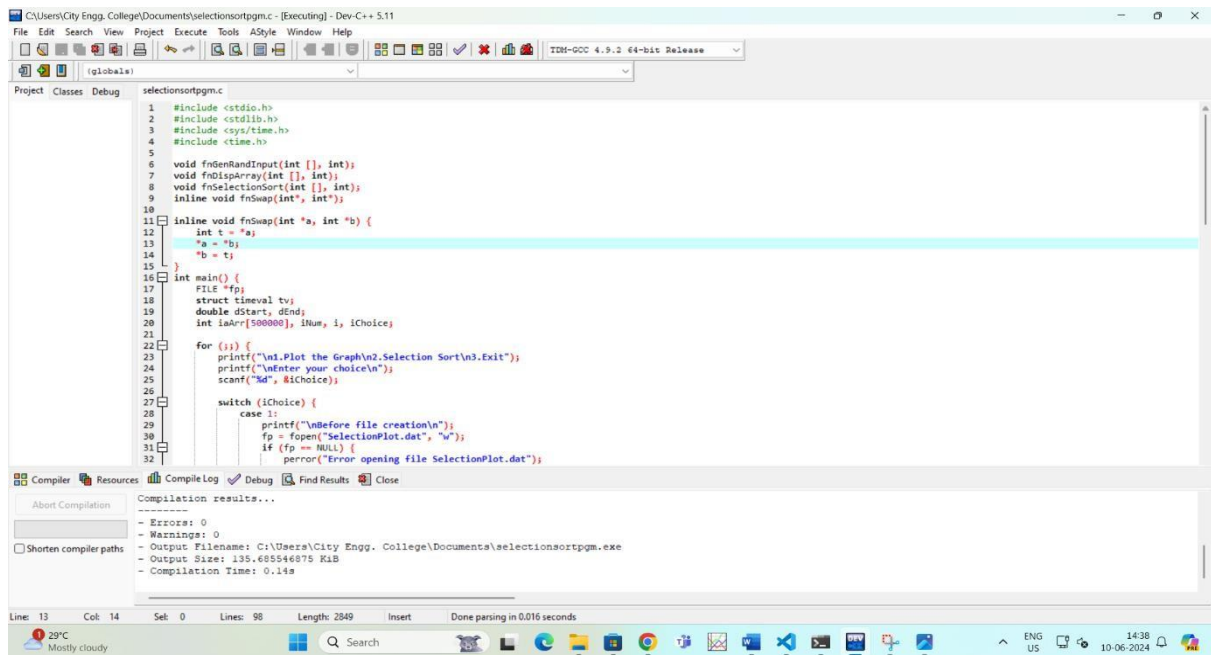 C:\Users\City Engg. College\Documents\selectionsortpgm.c - [Executing] - Dev-C++ 5.11
File Edit Search View Project Execute Tools AStyle Window Help
TDM-GCC 4.9.2 64-bit Release
(globals)
Project Classes Debug selectionsortpgm.c
1 #include <stdio.h>
2 #include <stdlib.h>
3 #include <sys/time.h>
4 #include <time.h>
5
6 void fnGenRandInput(int [], int);
7 void fnDispArray(int [], int);
8 void fnSelectionSort(int [], int);
9 inline void fnSwap(int*, int*);
10
11 inline void fnSwap(int *a, int *b) {
12 int t = *a;
13 *a = *b;
14 *b = t;
15 }
16 int main() {
17 FILE *fp;
18 struct timeval tv;
19 double dStart, dEnd;
20 int iaArr[500000], iNum, i, iChoice;
21
22 for (;;) {
23 printf("\n1.Plot the Graph\n2.Selection Sort\n3.Exit");
24 printf("\nEnter your choice\n");
25 scanf("%d", &iChoice);
26
27 switch (iChoice) {
28 case 1:
29 printf("\nBefore file creation\n");
30 fp = fopen("SelectionPlot.dat", "w");
31 if (fp == NULL) {
32 perror("Error opening file SelectionPlot.dat");
Compiler Resources Compile Log Debug Find Results Close
Abort Compilation
Shorten compiler paths
Compilation results...
--------
- Errors: 0
- Warnings: 0
- Output Filename: C:\Users\City Engg. College\Documents\selectionsortpgm.exe
- Output Size: 135.685546875 KiB
- Compilation Time: 0.14s
Line: 13 Col: 14 Sel: 0 Lines: 98 Length: 2849 Insert Done parsing in 0.016 seconds
1 29°C
Mostly cloudy
Search
ENG
US
14:38
10-06-2024